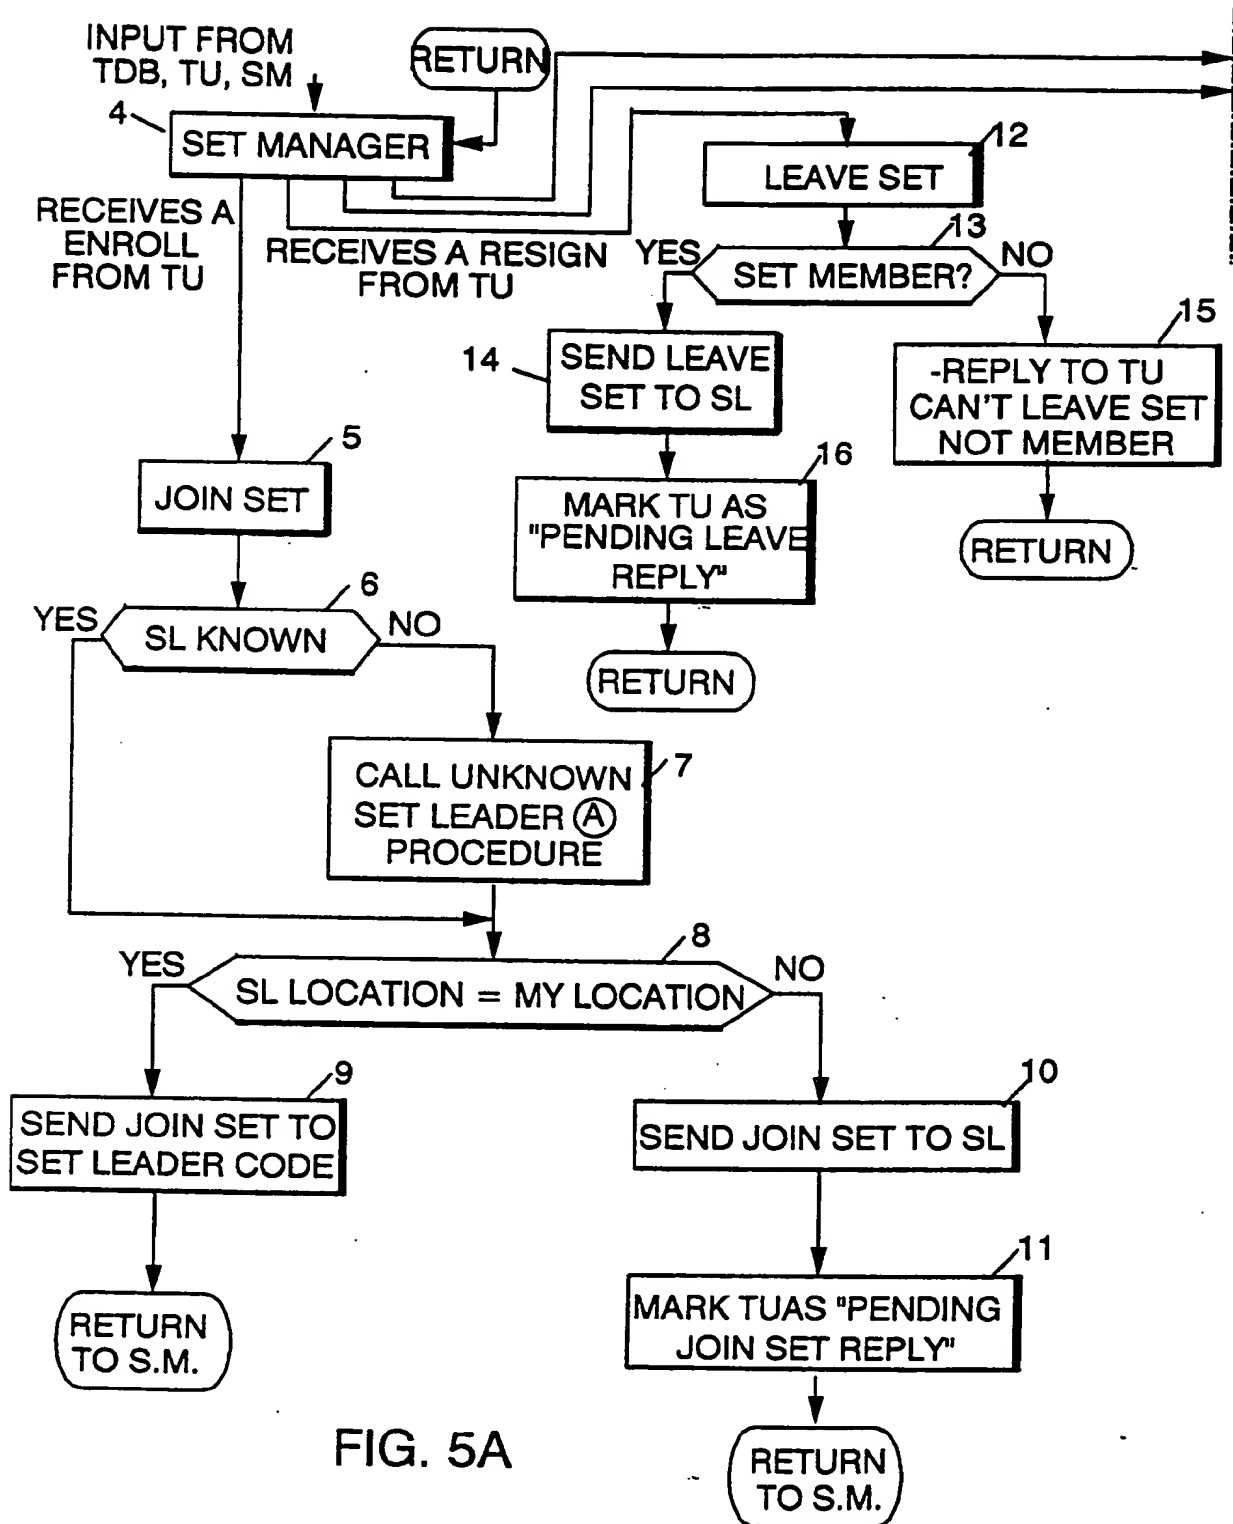 INPUT FROM
TDB, TU, SM
RETURN
4
SET MANAGER
12
LEAVE SET
RECEIVES A
ENROLL
FROM TU
RECEIVES A RESIGN
FROM TU
13
YES
SET MEMBER?
NO
14
SEND LEAVE
SET TO SL
15
-REPLY TO TU
CAN'T LEAVE SET
NOT MEMBER
5
JOIN SET
16
MARK TU AS
"PENDING LEAVE
REPLY"
RETURN
6
YES
SL KNOWN
NO
RETURN
7
CALL UNKNOWN
SET LEADER A
PROCEDURE
8
YES
SL LOCATION = MY LOCATION
NO
9
SEND JOIN SET TO
SET LEADER CODE
10
SEND JOIN SET TO SL
11
MARK TUAS "PENDING
JOIN SET REPLY"
RETURN
TO S.M.
FIG. 5A
RETURN
TO S.M.